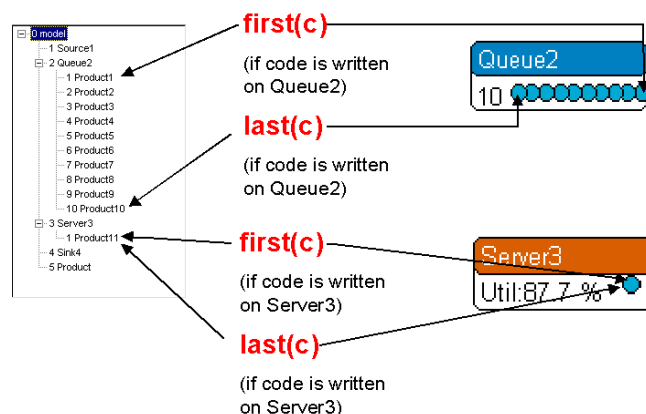 0 model
1 Source1
2 Queue2
1 Product1
2 Product2
3 Product3
4 Product4
5 Product5
6 Product6
7 Product7
8 Product8
9 Product9
10 Product10
3 Server3
1 Product11
4 Sink4
5 Product
first(c)
(if code is written
on Queue2)
last(c)
(if code is written
on Queue2)
first(c)
(if code is written
on Server3)
last(c)
(if code is written
on Server3)
Queue2
10
Server3
Util:87.7 %